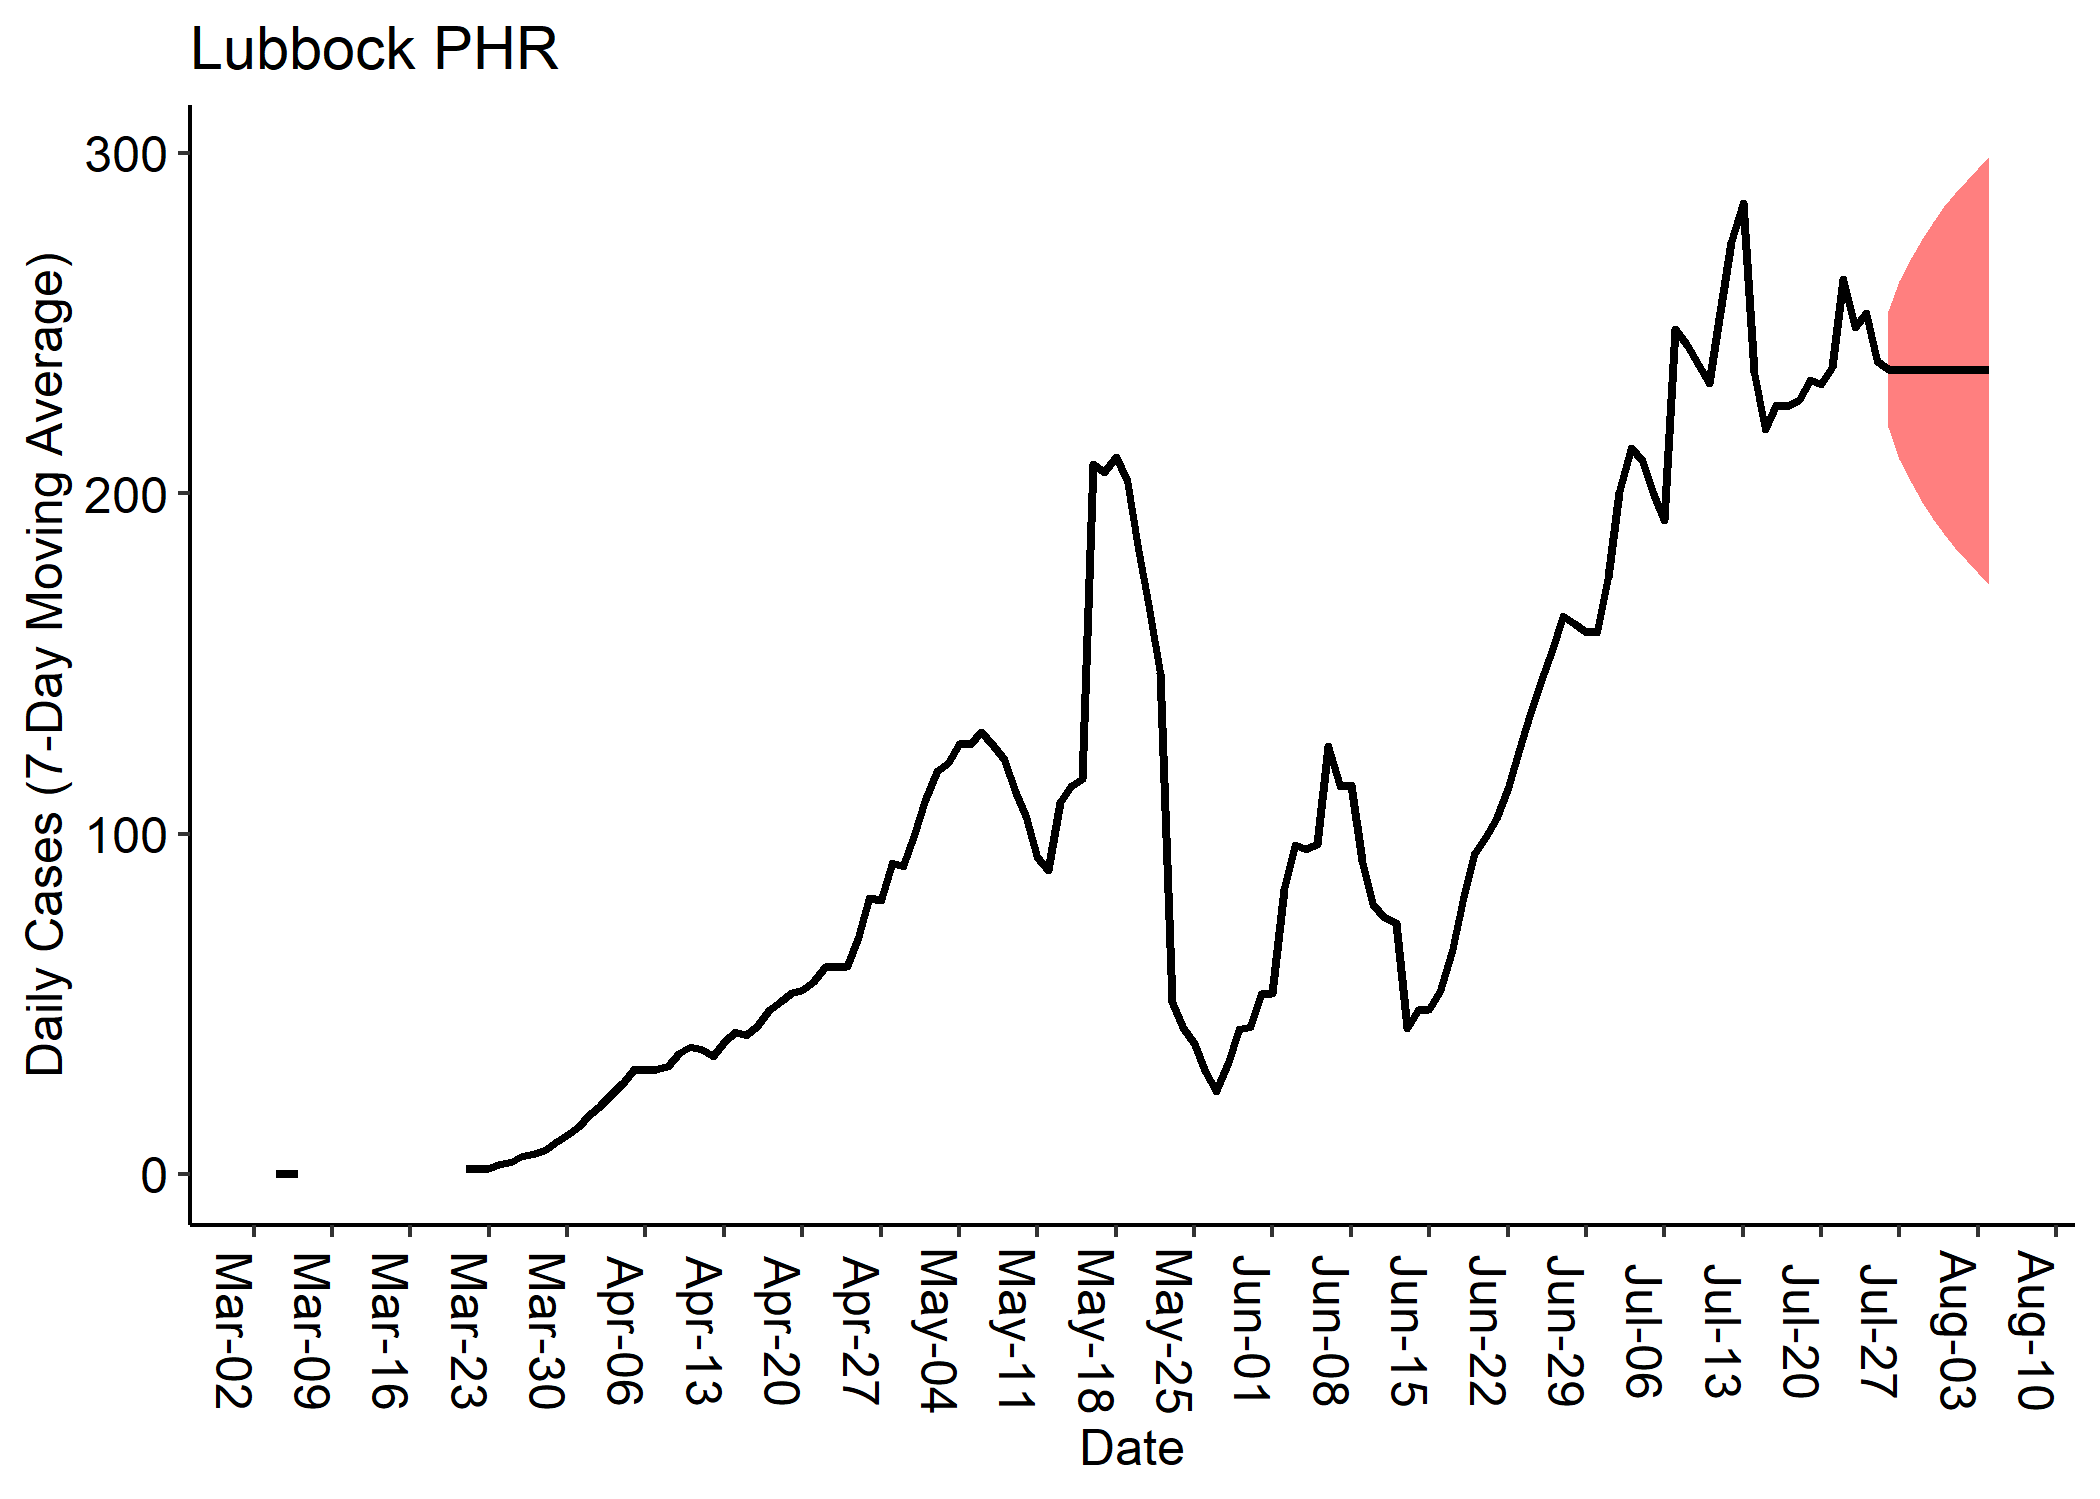 Lubbock PHR
Daily Cases (7-Day Moving Average)
300
200
100
0
Mar-02
Mar-09
Mar-16
Mar-23
Mar-30
Apr-06
Apr-13
Apr-20
Apr-27
May-04
May-11
May-18
May-25
Jun-01
Jun-08
Jun-15
Jun-22
Jun-29
Jul-06
Jul-13
Jul-20
Jul-27
Aug-03
Aug-10
Date